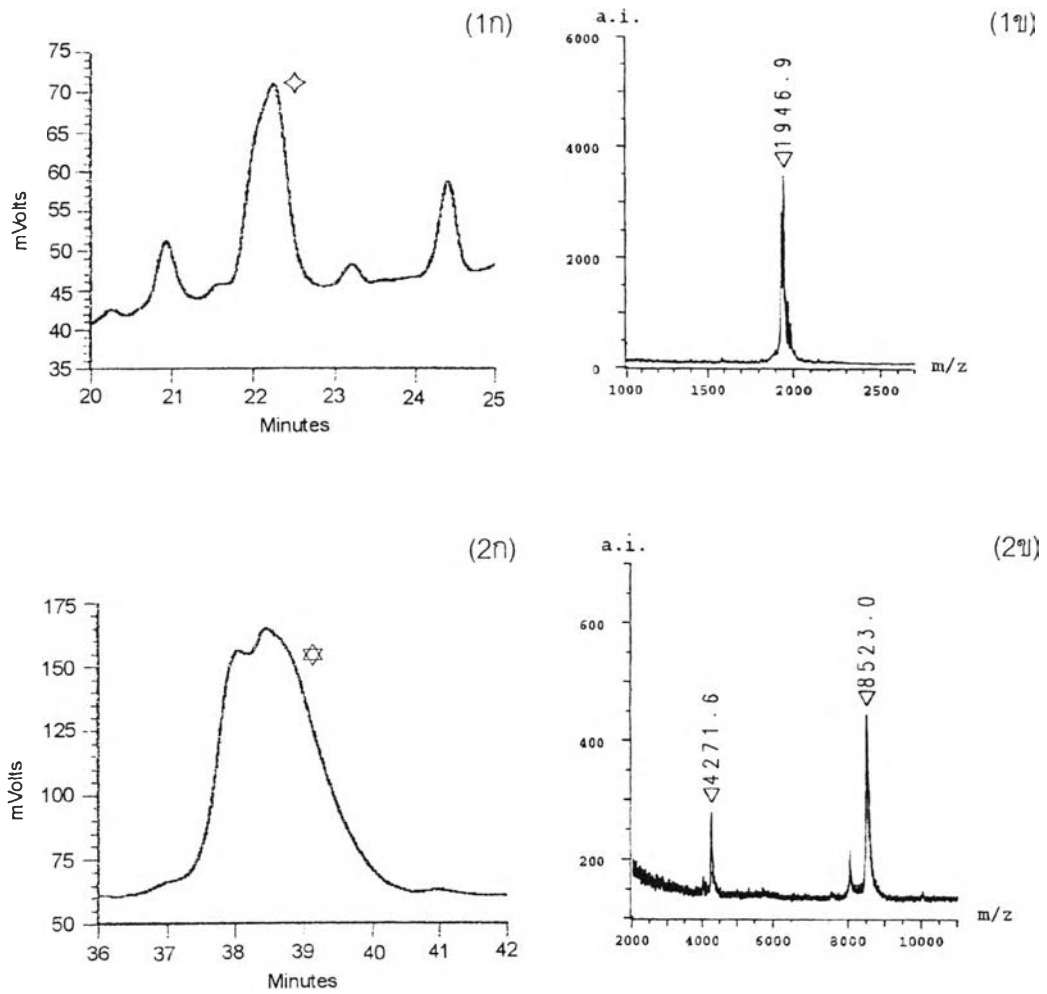 (1ก)
75
70
65
60
55
50
45
40
35
mVolts
20 21 22 23 24 25
Minutes
(1ข)
a.i.
6000
4000
2000
0
1946.9
1000 1500 2000 2500
m/z
(2ก)
175
150
125
100
75
50
mVolts
36 37 38 39 40 41 42
Minutes
(2ข)
a.i.
600
400
200
4271.6
8523.0
2000 4000 6000 8000 10000
m/z